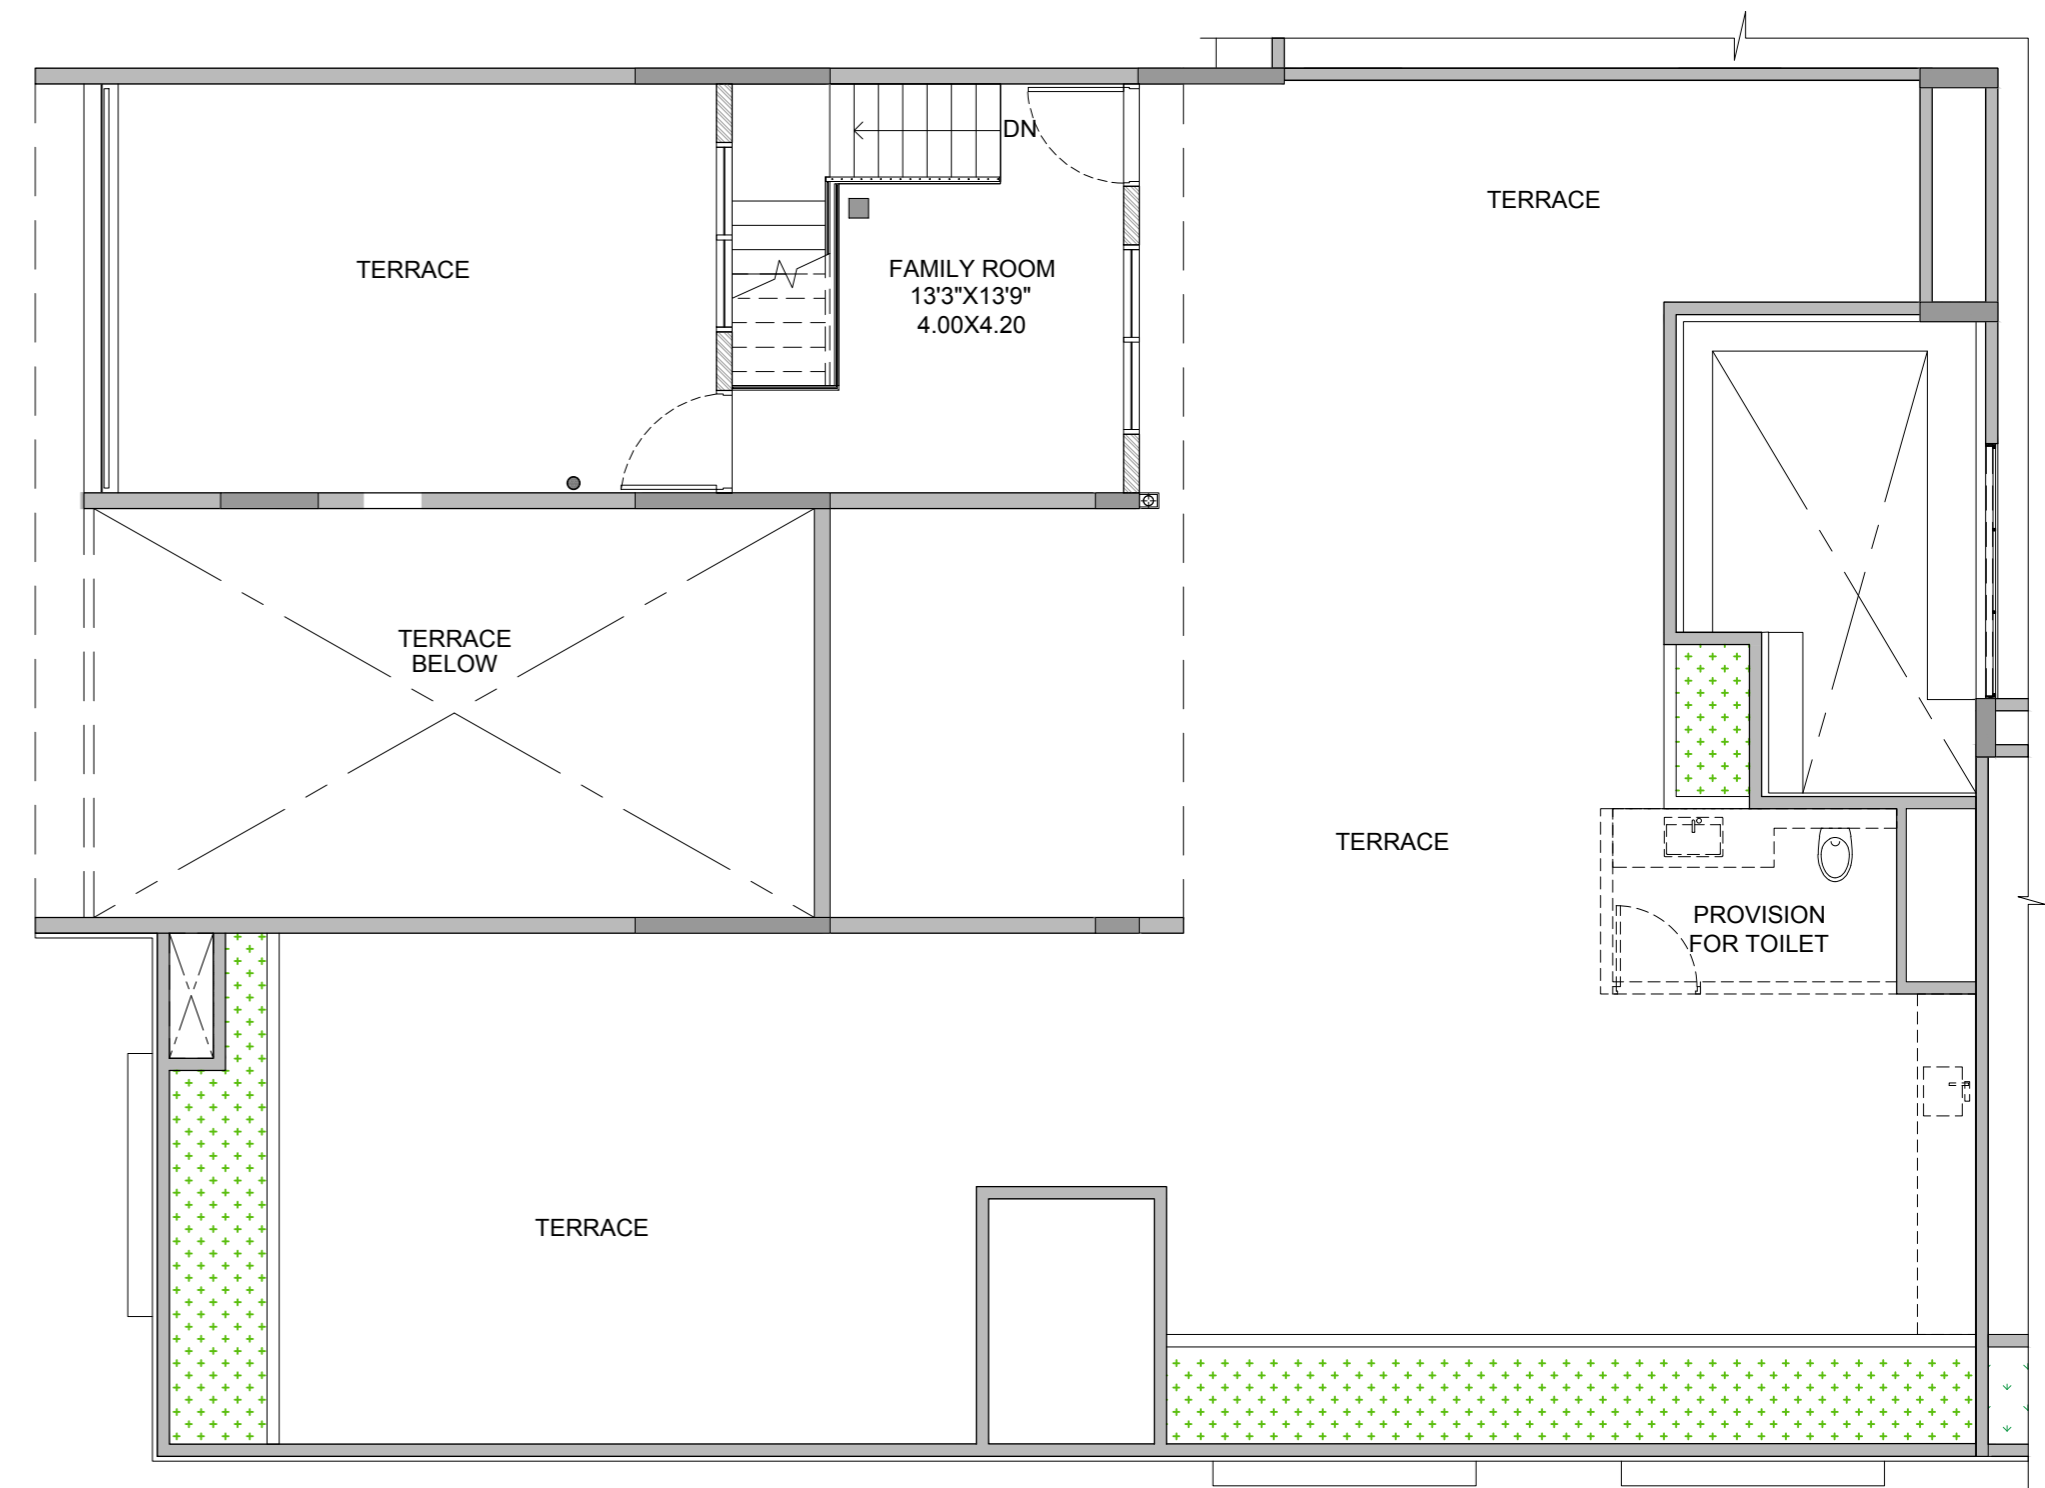 DN
TERRACE
TERRACE
FAMILY ROOM
13'3"X13'9"
4.00X4.20
TERRACE
BELOW
TERRACE
PROVISION
FOR TOILET
TERRACE